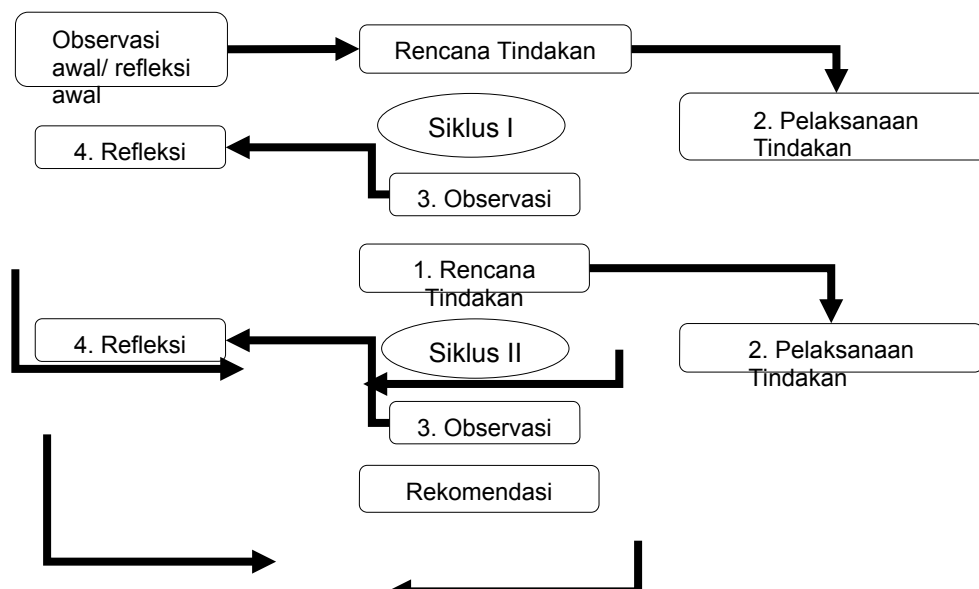 Observasi
awal/ refleksi
awal
Rencana Tindakan
2. Pelaksanaan
Tindakan
Siklus I
4. Refleksi
3. Observasi
1. Rencana
Tindakan
2. Pelaksanaan
Tindakan
Siklus II
4. Refleksi
3. Observasi
Rekomendasi